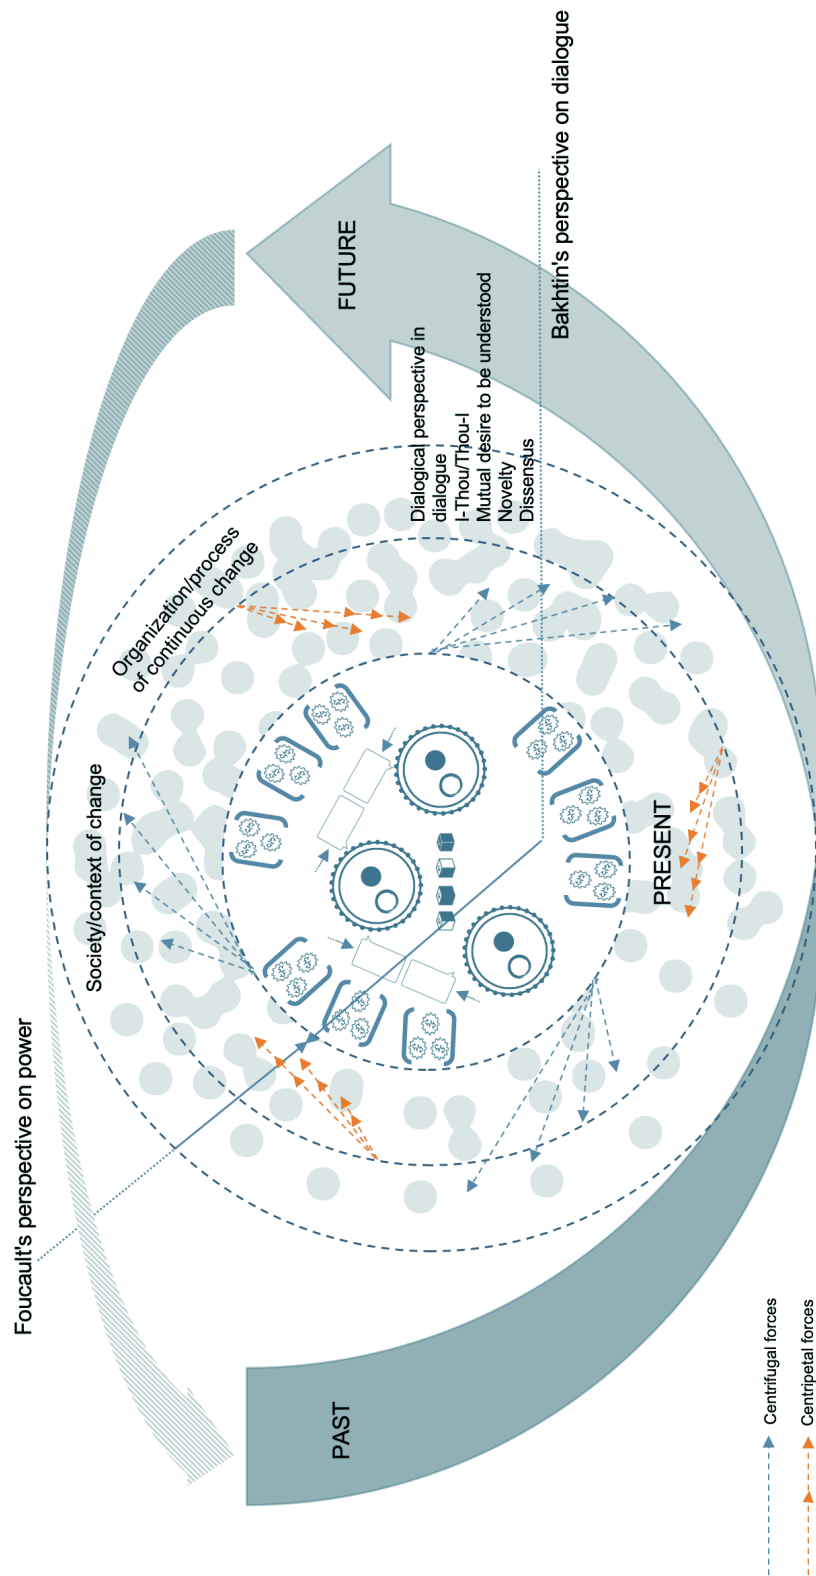 Foucault's perspective on power
Society/context of change
Organization/process
of continuous change
PAST
PRESENT
FUTURE
Dialogical perspective in
dialogue
I-Thou/Thou-I
Mutual desire to be understood
Novelty
Dissensus
Bakhtin's perspective on dialogue
Centrifugal forces
Centripetal forces